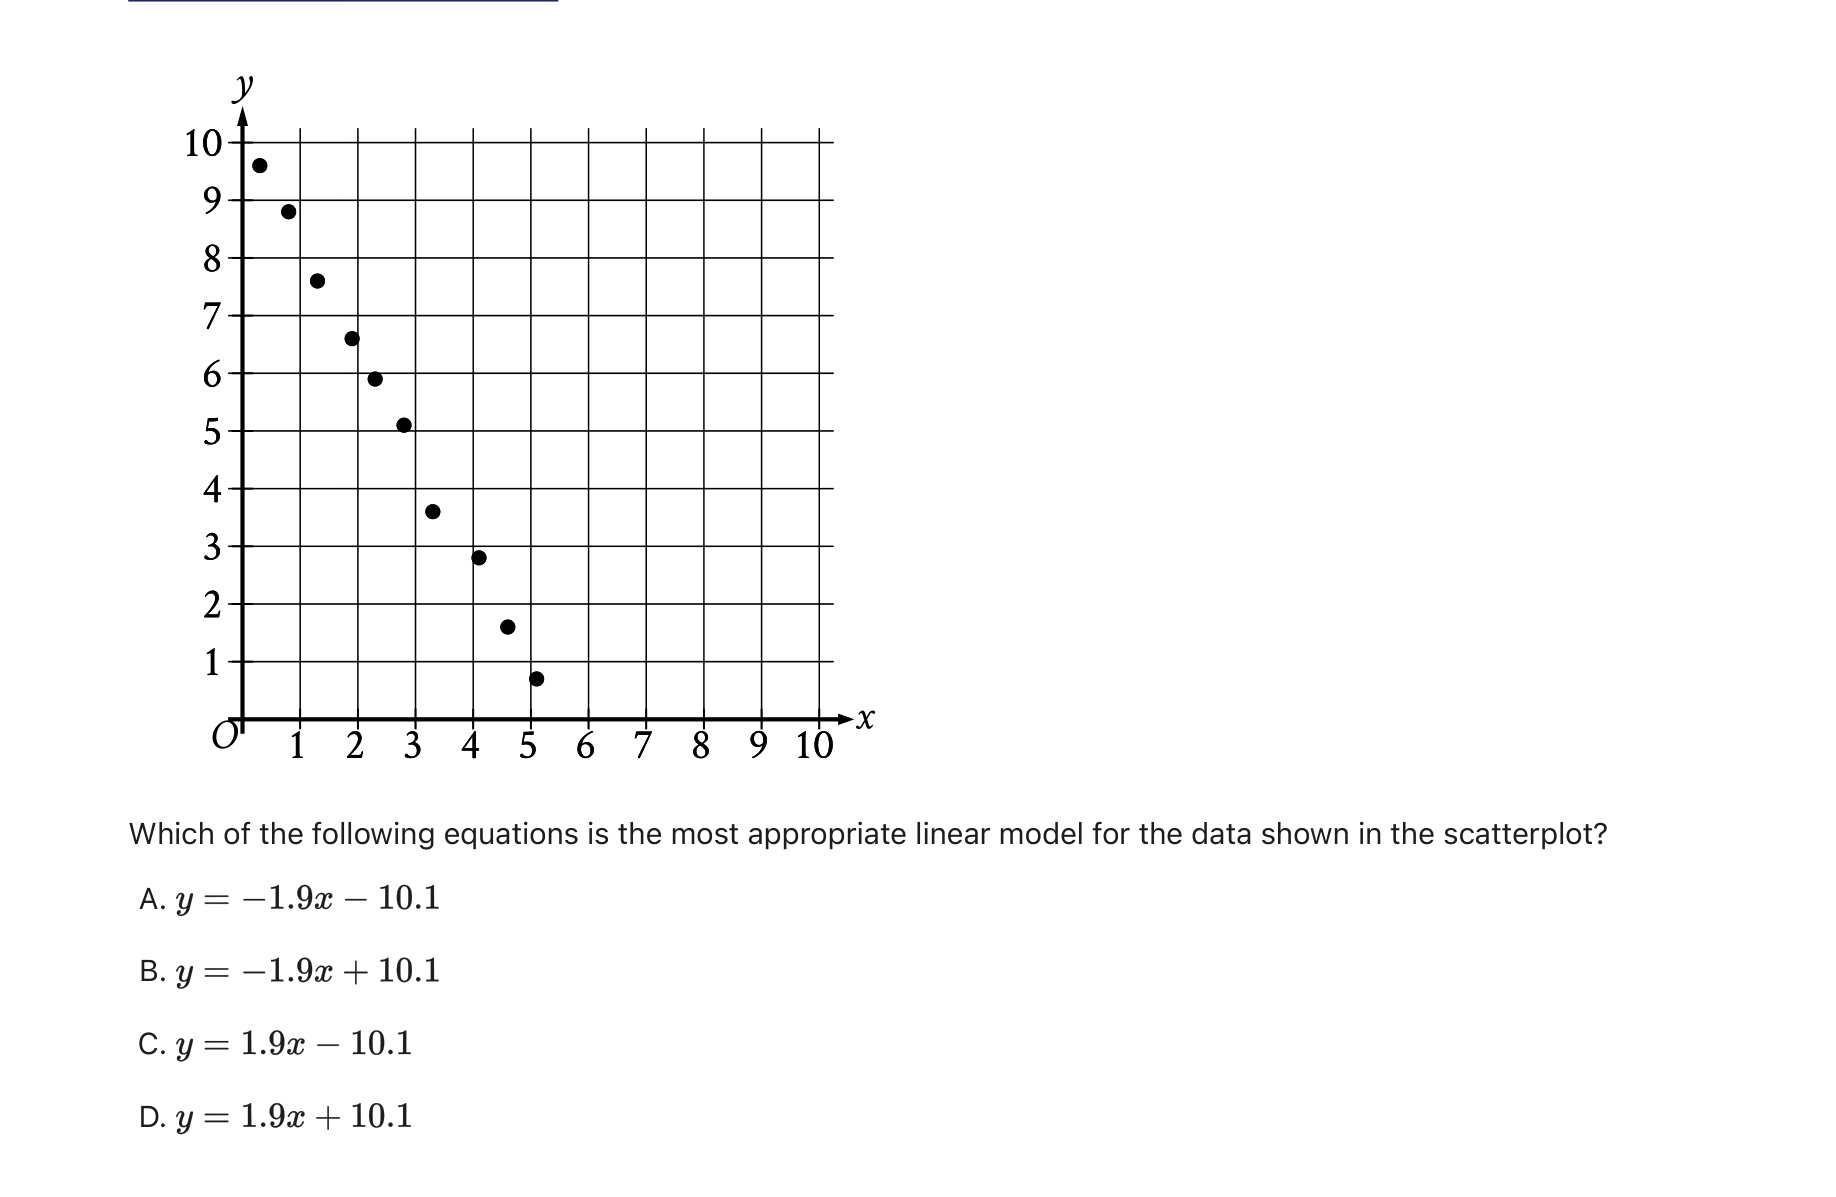 y
10
9
8
7
6
5
4
3
2
1
O 1 2 3 4 5 6 7 8 9 10 x
Which of the following equations is the most appropriate linear model for the data shown in the scatterplot?
A. y = −1.9x − 10.1
B. y = −1.9x + 10.1
C. y = 1.9x − 10.1
D. y = 1.9x + 10.1